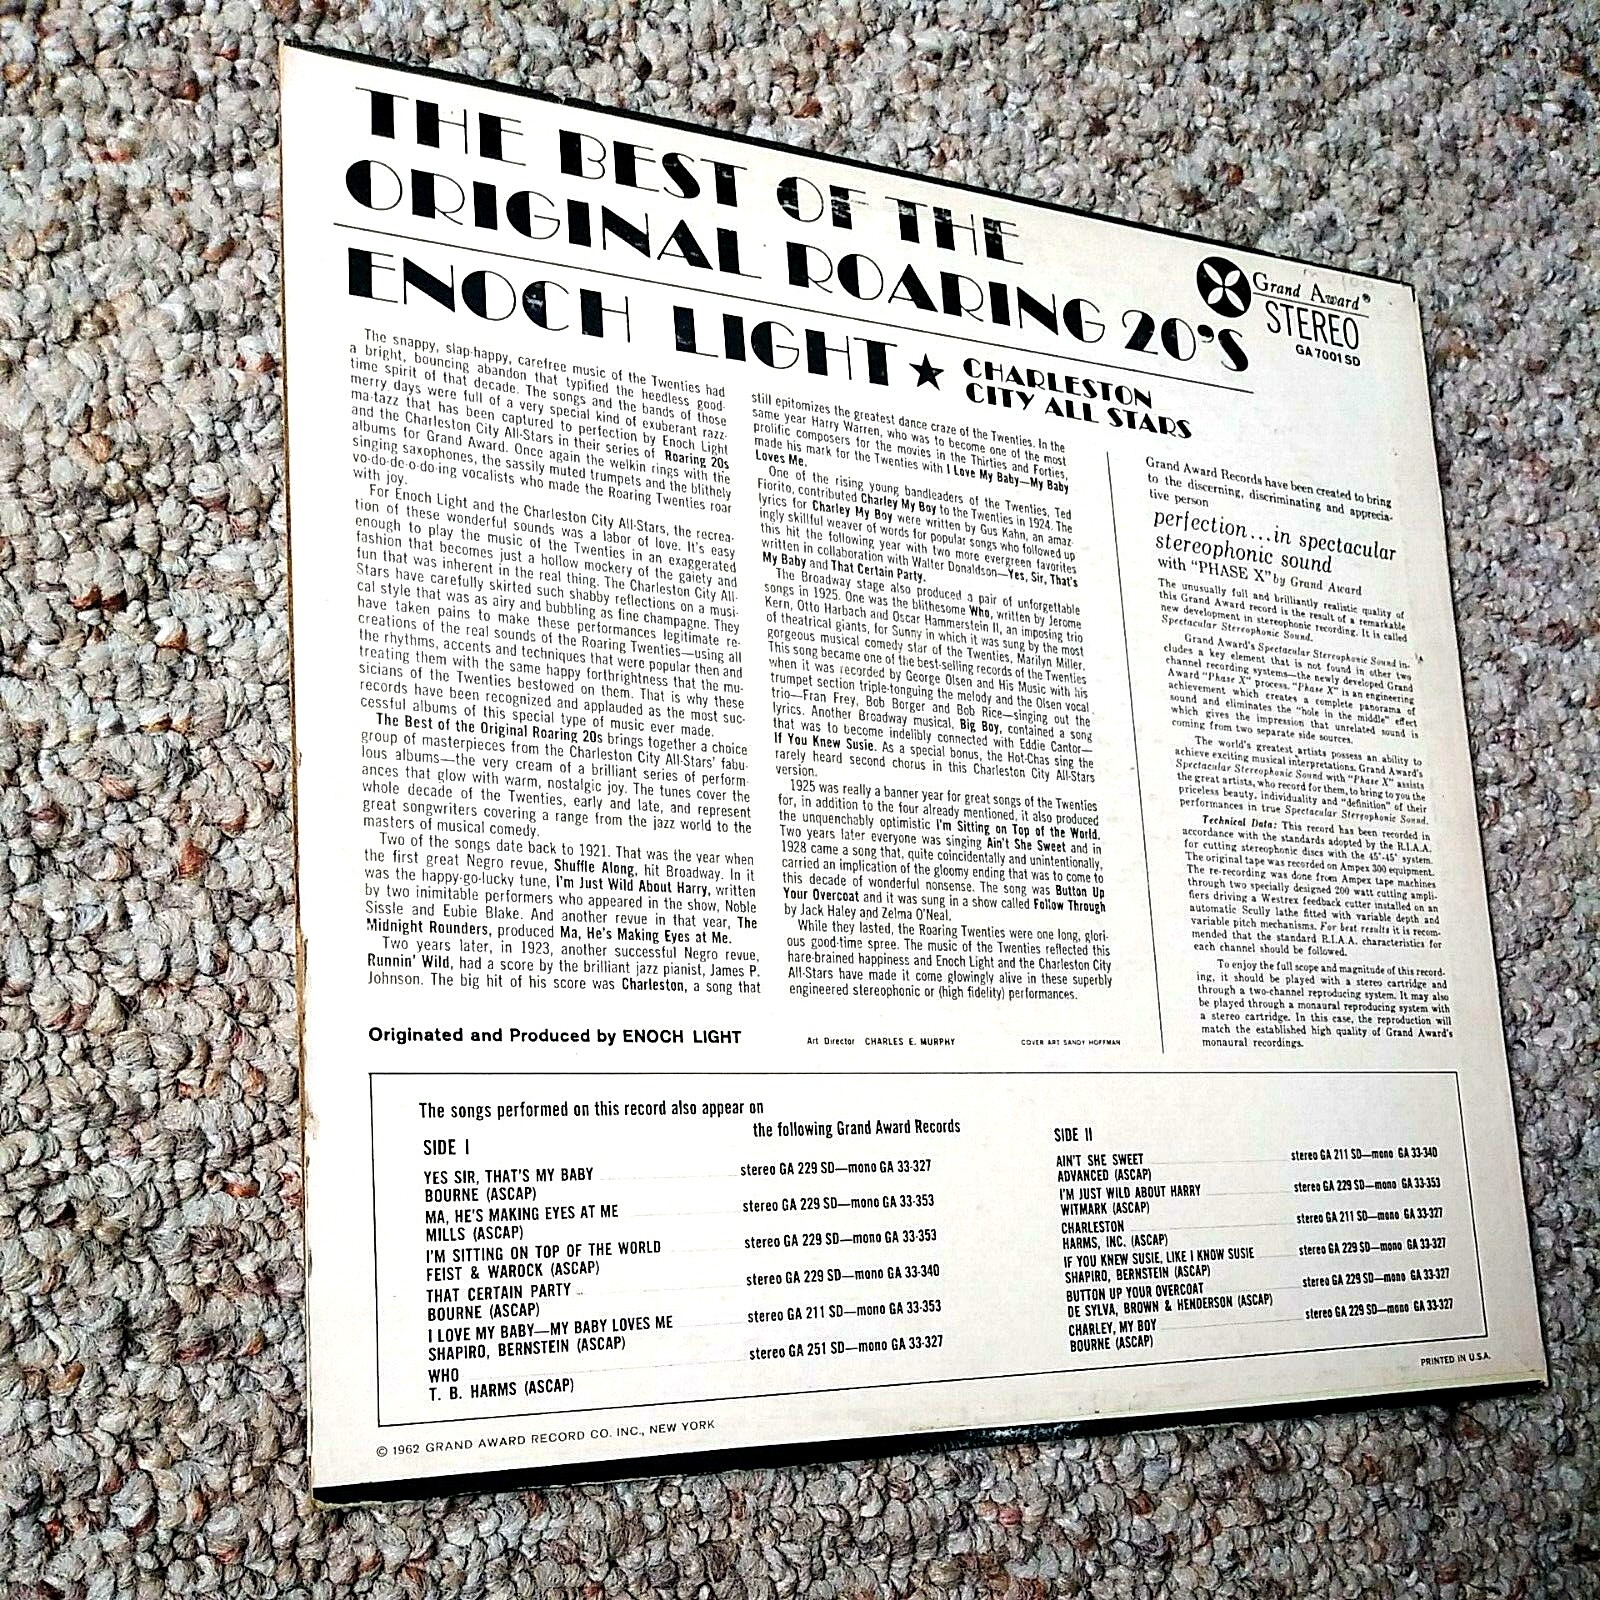 THE BEST OF THE
ORIGINAL ROARING 20'S
ENOCH LIGHT ★ CHARLESTON
CITY ALL STARS
Grand Award®
STEREO
GA 7001 SD
The snappy, slap-happy, carefree music of the Twenties had
a bright, bouncing abandon that typified the heedless good-
time spirit of that decade. The songs and the bands of those
merry days were full of a very special kind of exuberant razz-
ma-tazz that has been captured to perfection by Enoch Light
and the Charleston City All-Stars in their series of Roaring 20s
albums for Grand Award. Once again the welkin rings with the
singing saxophones, the sassily muted trumpets and the blithely
vo-do-de-o-do-ing vocalists who made the Roaring Twenties roar
with joy.
For Enoch Light and the Charleston City All-Stars, the recrea-
tion of these wonderful sounds was a labor of love. It's easy
enough to play the music of the Twenties in an exaggerated
fashion that becomes just a hollow mockery of the gaiety and
fun that was inherent in the real thing. The Charleston City All-
Stars have carefully skirted such shabby reflections on a musi-
cal style that was as airy and bubbling as fine champagne. They
have taken pains to make these performances legitimate re-
creations of the real sounds of the Roaring Twenties—using all
the rhythms, accents and techniques that were popular then and
treating them with the same happy forthrightness that the mu-
sicians of the Twenties bestowed on them. That is why these
records have been recognized and applauded as the most suc-
cessful albums of this special type of music ever made.
The Best of the Original Roaring 20s brings together a choice
group of masterpieces from the Charleston City All-Stars' fabu-
lous albums—the very cream of a brilliant series of perform-
ances that glow with warm, nostalgic joy. The tunes cover the
whole decade of the Twenties, early and late, and represent
great songwriters covering a range from the jazz world to the
masters of musical comedy.
Two of the songs date back to 1921. That was the year when
the first great Negro revue, Shuffle Along, hit Broadway. In it
was the happy-go-lucky tune, I'm Just Wild About Harry, written
by two inimitable performers who appeared in the show, Noble
Sissle and Eubie Blake. And another revue in that year, The
Midnight Rounders, produced Ma, He's Making Eyes at Me.
Two years later, in 1923, another successful Negro revue,
Runnin' Wild, had a score by the brilliant jazz pianist, James P.
Johnson. The big hit of his score was Charleston, a song that
still epitomizes the greatest dance craze of the Twenties. In the
same year Harry Warren, who was to become one of the most
prolific composers for the movies in the Thirties and Forties,
made his mark for the Twenties with I Love My Baby—My Baby
Loves Me.
One of the rising young bandleaders of the Twenties, Ted
Fiorito, contributed Charley My Boy to the Twenties in 1924. The
lyrics for Charley My Boy were written by Gus Kahn, an amaz-
ingly skillful weaver of words for popular songs who followed up
this hit the following year with two more evergreen favorites
written in collaboration with Walter Donaldson—Yes, Sir, That's
My Baby and That Certain Party.
The Broadway stage also produced a pair of unforgettable
songs in 1925. One was the blithesome Who, written by Jerome
Kern, Otto Harbach and Oscar Hammerstein II, an imposing trio
of theatrical giants, for Sunny in which it was sung by the most
gorgeous musical comedy star of the Twenties, Marilyn Miller.
This song became one of the best-selling records of the Twenties
when it was recorded by George Olsen and His Music with his
trumpet section triple-tonguing the melody and the Olsen vocal
trio—Fran Frey, Bob Borger and Bob Rice—singing out the
lyrics. Another Broadway musical, Big Boy, contained a song
that was to become indelibly connected with Eddie Cantor—
If You Knew Susie. As a special bonus, the Hot-Chas sing the
rarely heard second chorus in this Charleston City All-Stars
version.
1925 was really a banner year for great songs of the Twenties
for, in addition to the four already mentioned, it also produced
the unquenchably optimistic I'm Sitting on Top of the World.
Two years later everyone was singing Ain't She Sweet and in
1928 came a song that, quite coincidentally and unintentionally,
carried an implication of the gloomy ending that was to come to
this decade of wonderful nonsense. The song was Button Up
Your Overcoat and it was sung in a show called Follow Through
by Jack Haley and Zelma O'Neal.
While they lasted, the Roaring Twenties were one long, glori-
ous good-time spree. The music of the Twenties reflected this
hare-brained happiness and Enoch Light and the Charleston City
All-Stars have made it come glowingly alive in these superbly
engineered stereophonic or (high fidelity) performances.
Grand Award Records have been created to bring
to the discerning, discriminating and apprecia-
tive person
perfection...in spectacular
stereophonic sound
with "PHASE X" by Grand Award
The unusually full and brilliantly realistic quality of
this Grand Award record is the result of a remarkable
new development in stereophonic recording. It is called
Spectacular Stereophonic Sound.
Grand Award's Spectacular Stereophonic Sound in-
cludes a key element that is not found in other two
channel recording systems—the newly developed Grand
Award "Phase X" process. "Phase X" is an engineering
achievement which creates a complete panorama of
sound and eliminates the "hole in the middle" effect
which gives the impression that unrelated sound is
coming from two separate side sources.
The world's greatest artists possess an ability to
achieve exciting musical interpretations. Grand Award's
Spectacular Stereophonic Sound with "Phase X" assists
the great artists, who record for them, to bring to you the
priceless beauty, individuality and "definition" of their
performances in true Spectacular Stereophonic Sound.
Technical Data: This record has been recorded in
accordance with the standards adopted by the R.I.A.A.
for cutting stereophonic discs with the 45°-45° system.
The original tape was recorded on Ampex 300 equipment.
The re-recording was done from Ampex tape machines
through two specially designed 200 watt cutting ampli-
fiers driving a Westrex feedback cutter installed on an
automatic Scully lathe fitted with variable depth and
variable pitch mechanisms. For best results it is recom-
mended that the standard R.I.A.A. characteristics for
each channel should be followed.
To enjoy the full scope and magnitude of this record-
ing, it should be played with a stereo cartridge and
through a two-channel reproducing system. It may also
be played through a monaural reproducing system with
a stereo cartridge. In this case, the reproduction will
match the established high quality of Grand Award's
monaural recordings.
Originated and Produced by ENOCH LIGHT
Art Director CHARLES E. MURPHY
COVER ART SANDY HOFFMAN
The songs performed on this record also appear on
the following Grand Award Records
SIDE I
YES SIR, THAT'S MY BABY stereo GA 229 SD—mono GA 33-327
BOURNE (ASCAP)
MA, HE'S MAKING EYES AT ME stereo GA 229 SD—mono GA 33-353
MILLS (ASCAP)
I'M SITTING ON TOP OF THE WORLD stereo GA 229 SD—mono GA 33-353
FEIST & WAROCK (ASCAP)
THAT CERTAIN PARTY stereo GA 229 SD—mono GA 33-340
BOURNE (ASCAP)
I LOVE MY BABY—MY BABY LOVES ME stereo GA 211 SD—mono GA 33-353
SHAPIRO, BERNSTEIN (ASCAP)
WHO stereo GA 251 SD—mono GA 33-327
T. B. HARMS (ASCAP)
SIDE II
AIN'T SHE SWEET stereo GA 211 SD—mono GA 33-340
ADVANCED (ASCAP)
I'M JUST WILD ABOUT HARRY stereo GA 229 SD—mono GA 33-353
WITMARK (ASCAP)
CHARLESTON stereo GA 211 SD—mono GA 33-327
HARMS, INC. (ASCAP)
IF YOU KNEW SUSIE, LIKE I KNOW SUSIE stereo GA 229 SD—mono GA 33-327
SHAPIRO, BERNSTEIN (ASCAP)
BUTTON UP YOUR OVERCOAT stereo GA 229 SD—mono GA 33-327
DE SYLVA, BROWN & HENDERSON (ASCAP)
CHARLEY, MY BOY stereo GA 229 SD—mono GA 33-327
BOURNE (ASCAP)
PRINTED IN U.S.A.
© 1962 GRAND AWARD RECORD CO. INC., NEW YORK